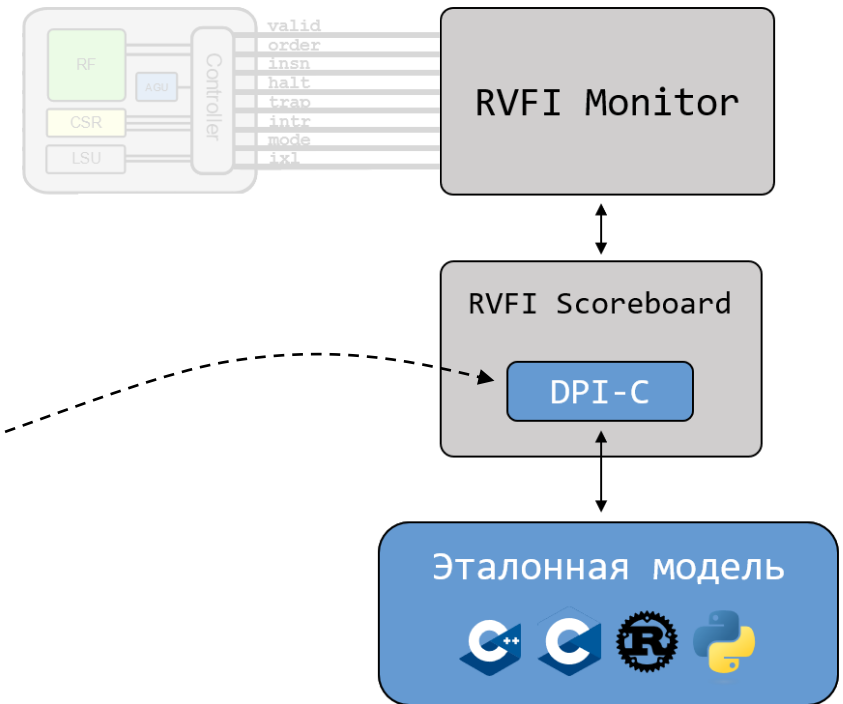 valid
order
insn
halt
trap
intr
mode
ixl
RF
AGU
CSR
LSU
Controller
RVFI Monitor
RVFI Scoreboard
DPI-C
Эталонная модель
C++
C
R